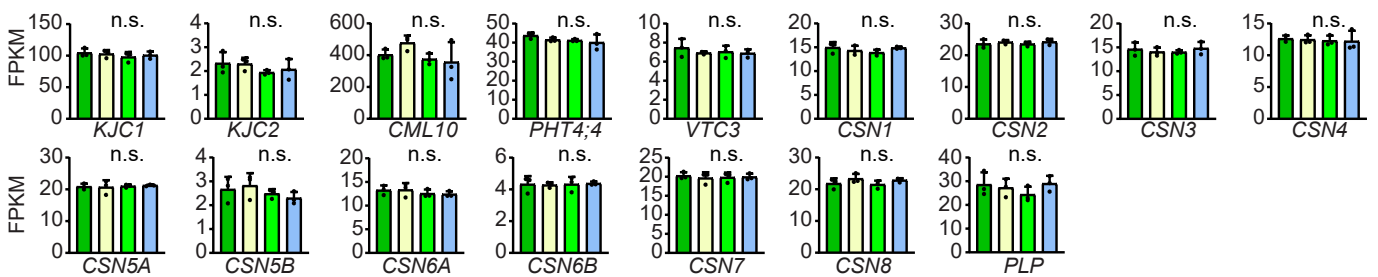 FPKM
150
100
50
0
n.s.
KJC1
4
3
2
1
0
n.s.
KJC2
600
400
200
0
n.s.
CML10
50
40
30
20
10
0
n.s.
PHT4;4
10
8
6
4
2
0
n.s.
VTC3
20
15
10
5
0
n.s.
CSN1
30
20
10
0
n.s.
CSN2
20
15
10
5
0
n.s.
CSN3
15
10
5
0
n.s.
CSN4
FPKM
30
20
10
0
n.s.
CSN5A
4
3
2
1
0
n.s.
CSN5B
20
15
10
5
0
n.s.
CSN6A
6
4
2
0
n.s.
CSN6B
25
20
15
10
5
0
n.s.
CSN7
30
20
10
0
n.s.
CSN8
40
30
20
10
0
n.s.
PLP